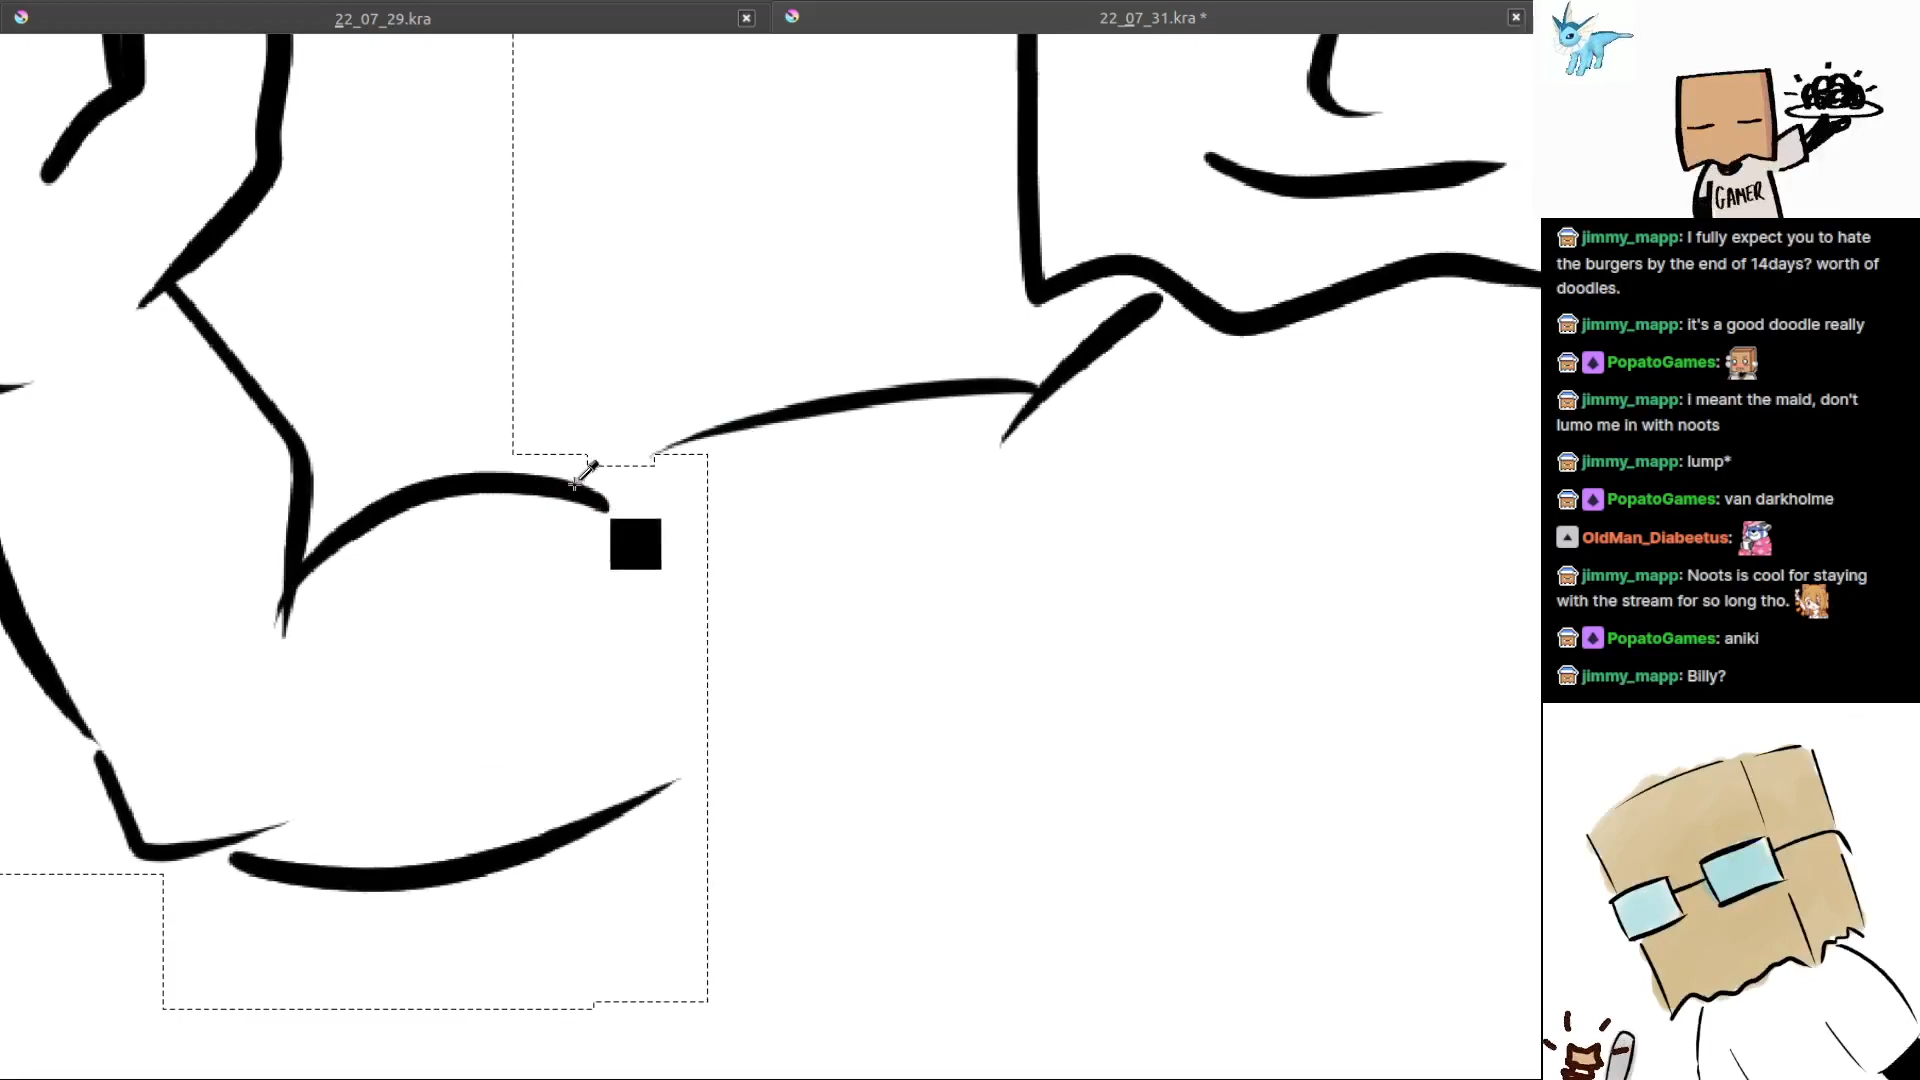 22_07_29.kra
22_07_31.kra *
GAMER
jimmy_mapp: I fully expect you to hate
the burgers by the end of 14days? worth of
doodles.
jimmy_mapp: it's a good doodle really
PopatoGames:
jimmy_mapp: i meant the maid, don't
lumo me in with noots
jimmy_mapp: lump*
PopatoGames: van darkholme
OldMan_Diabeetus:
jimmy_mapp: Noots is cool for staying
with the stream for so long tho.
PopatoGames: aniki
jimmy_mapp: Billy?